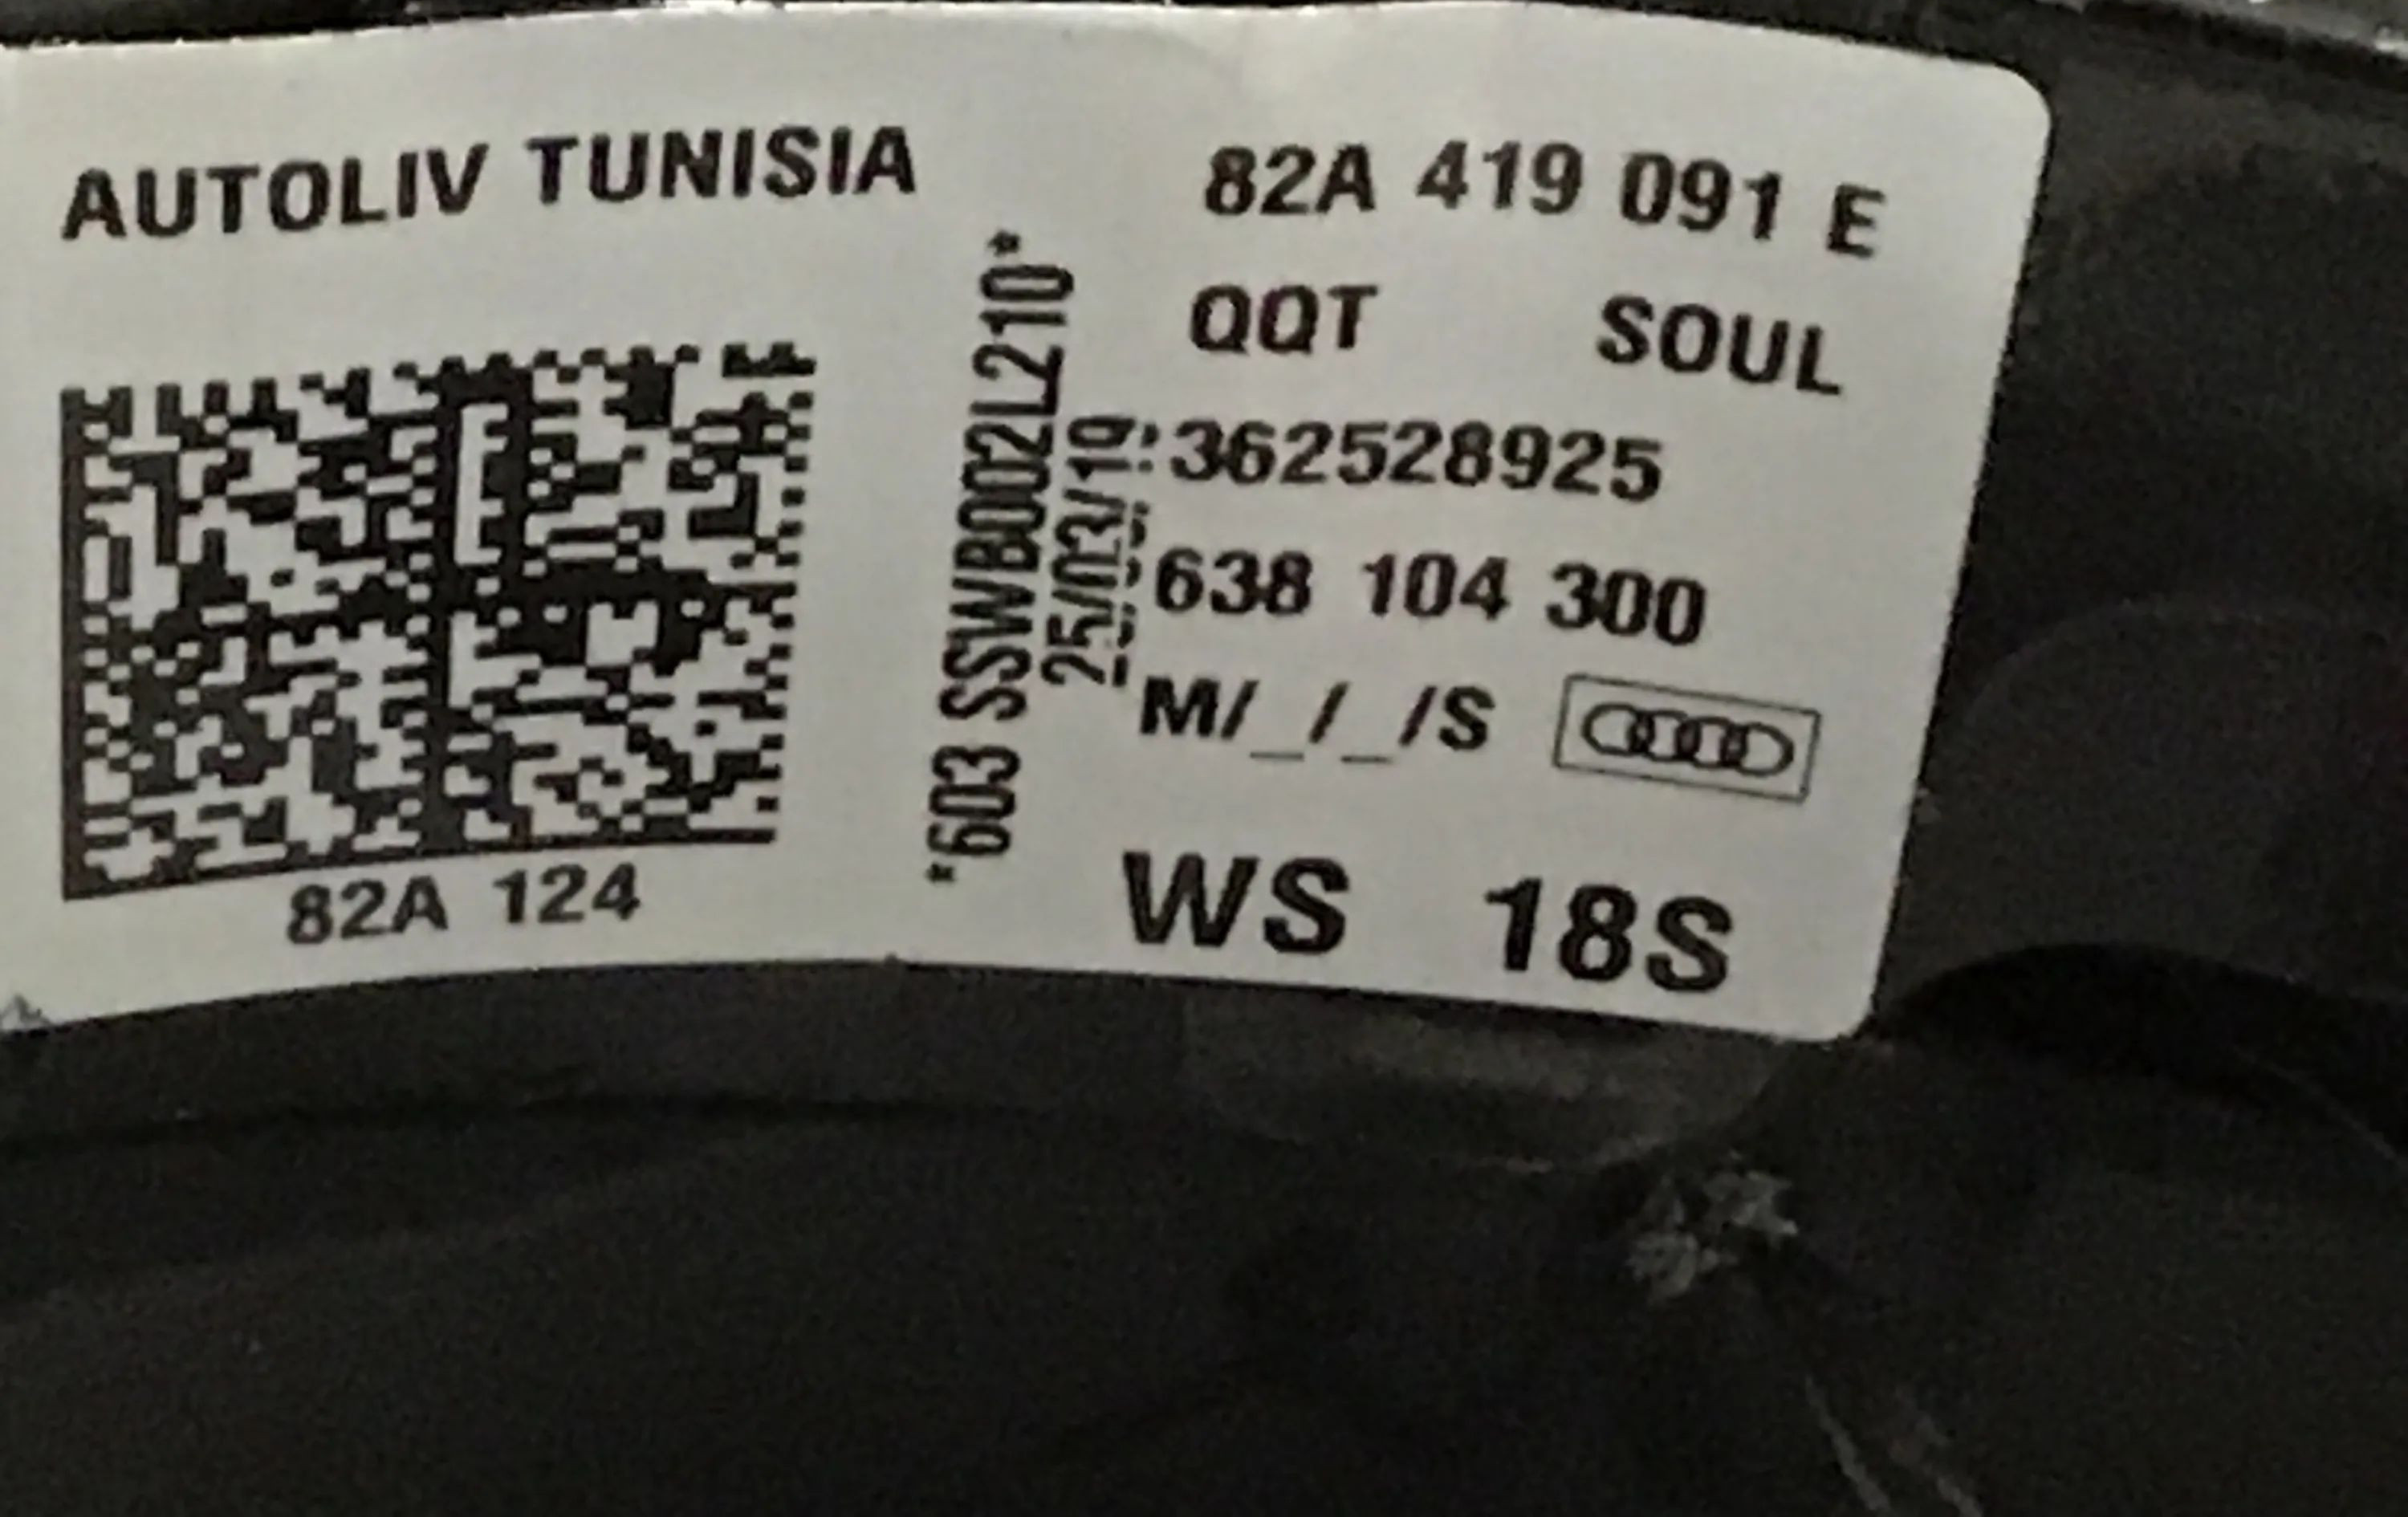 AUTOLIV TUNISIA
82A 124
*603 SSWB002L210*
25/03/19
82A 419 091 E
QQT SOUL
362528925
638 104 300
M/_/_/S
WS 18S